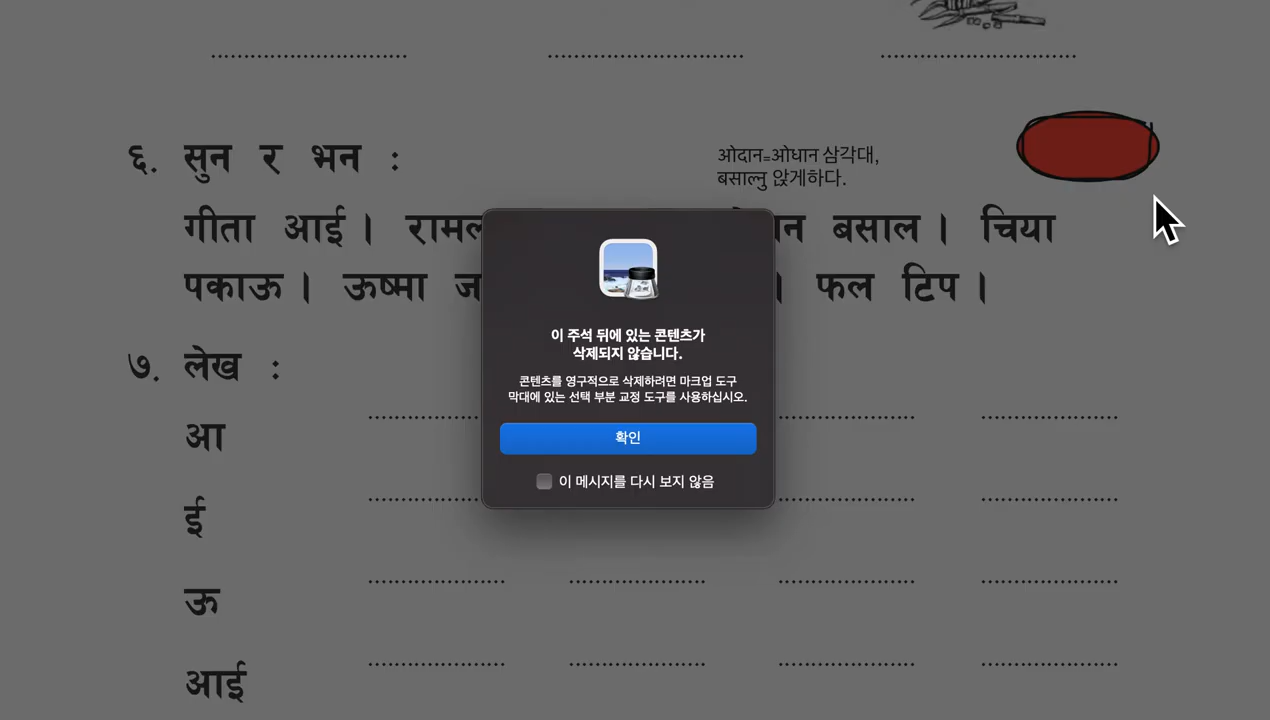 ६. सुन र भन :
ओदान=ओधान 삼각대,
बसाल्नु 앉게하다.
गीता आई । बसाल । चिया
पकाऊ । ऊष्मा । फल टिप ।
이 주석 뒤에 있는 콘텐츠가
삭제되지 않습니다.
콘텐츠를 영구적으로 삭제하려면 마크업 도구
막대에 있는 선택 부분 교정 도구를 사용하십시오.
확인
이 메시지를 다시 보지 않음
७. लेख :
आ
ई
ऊ
आई